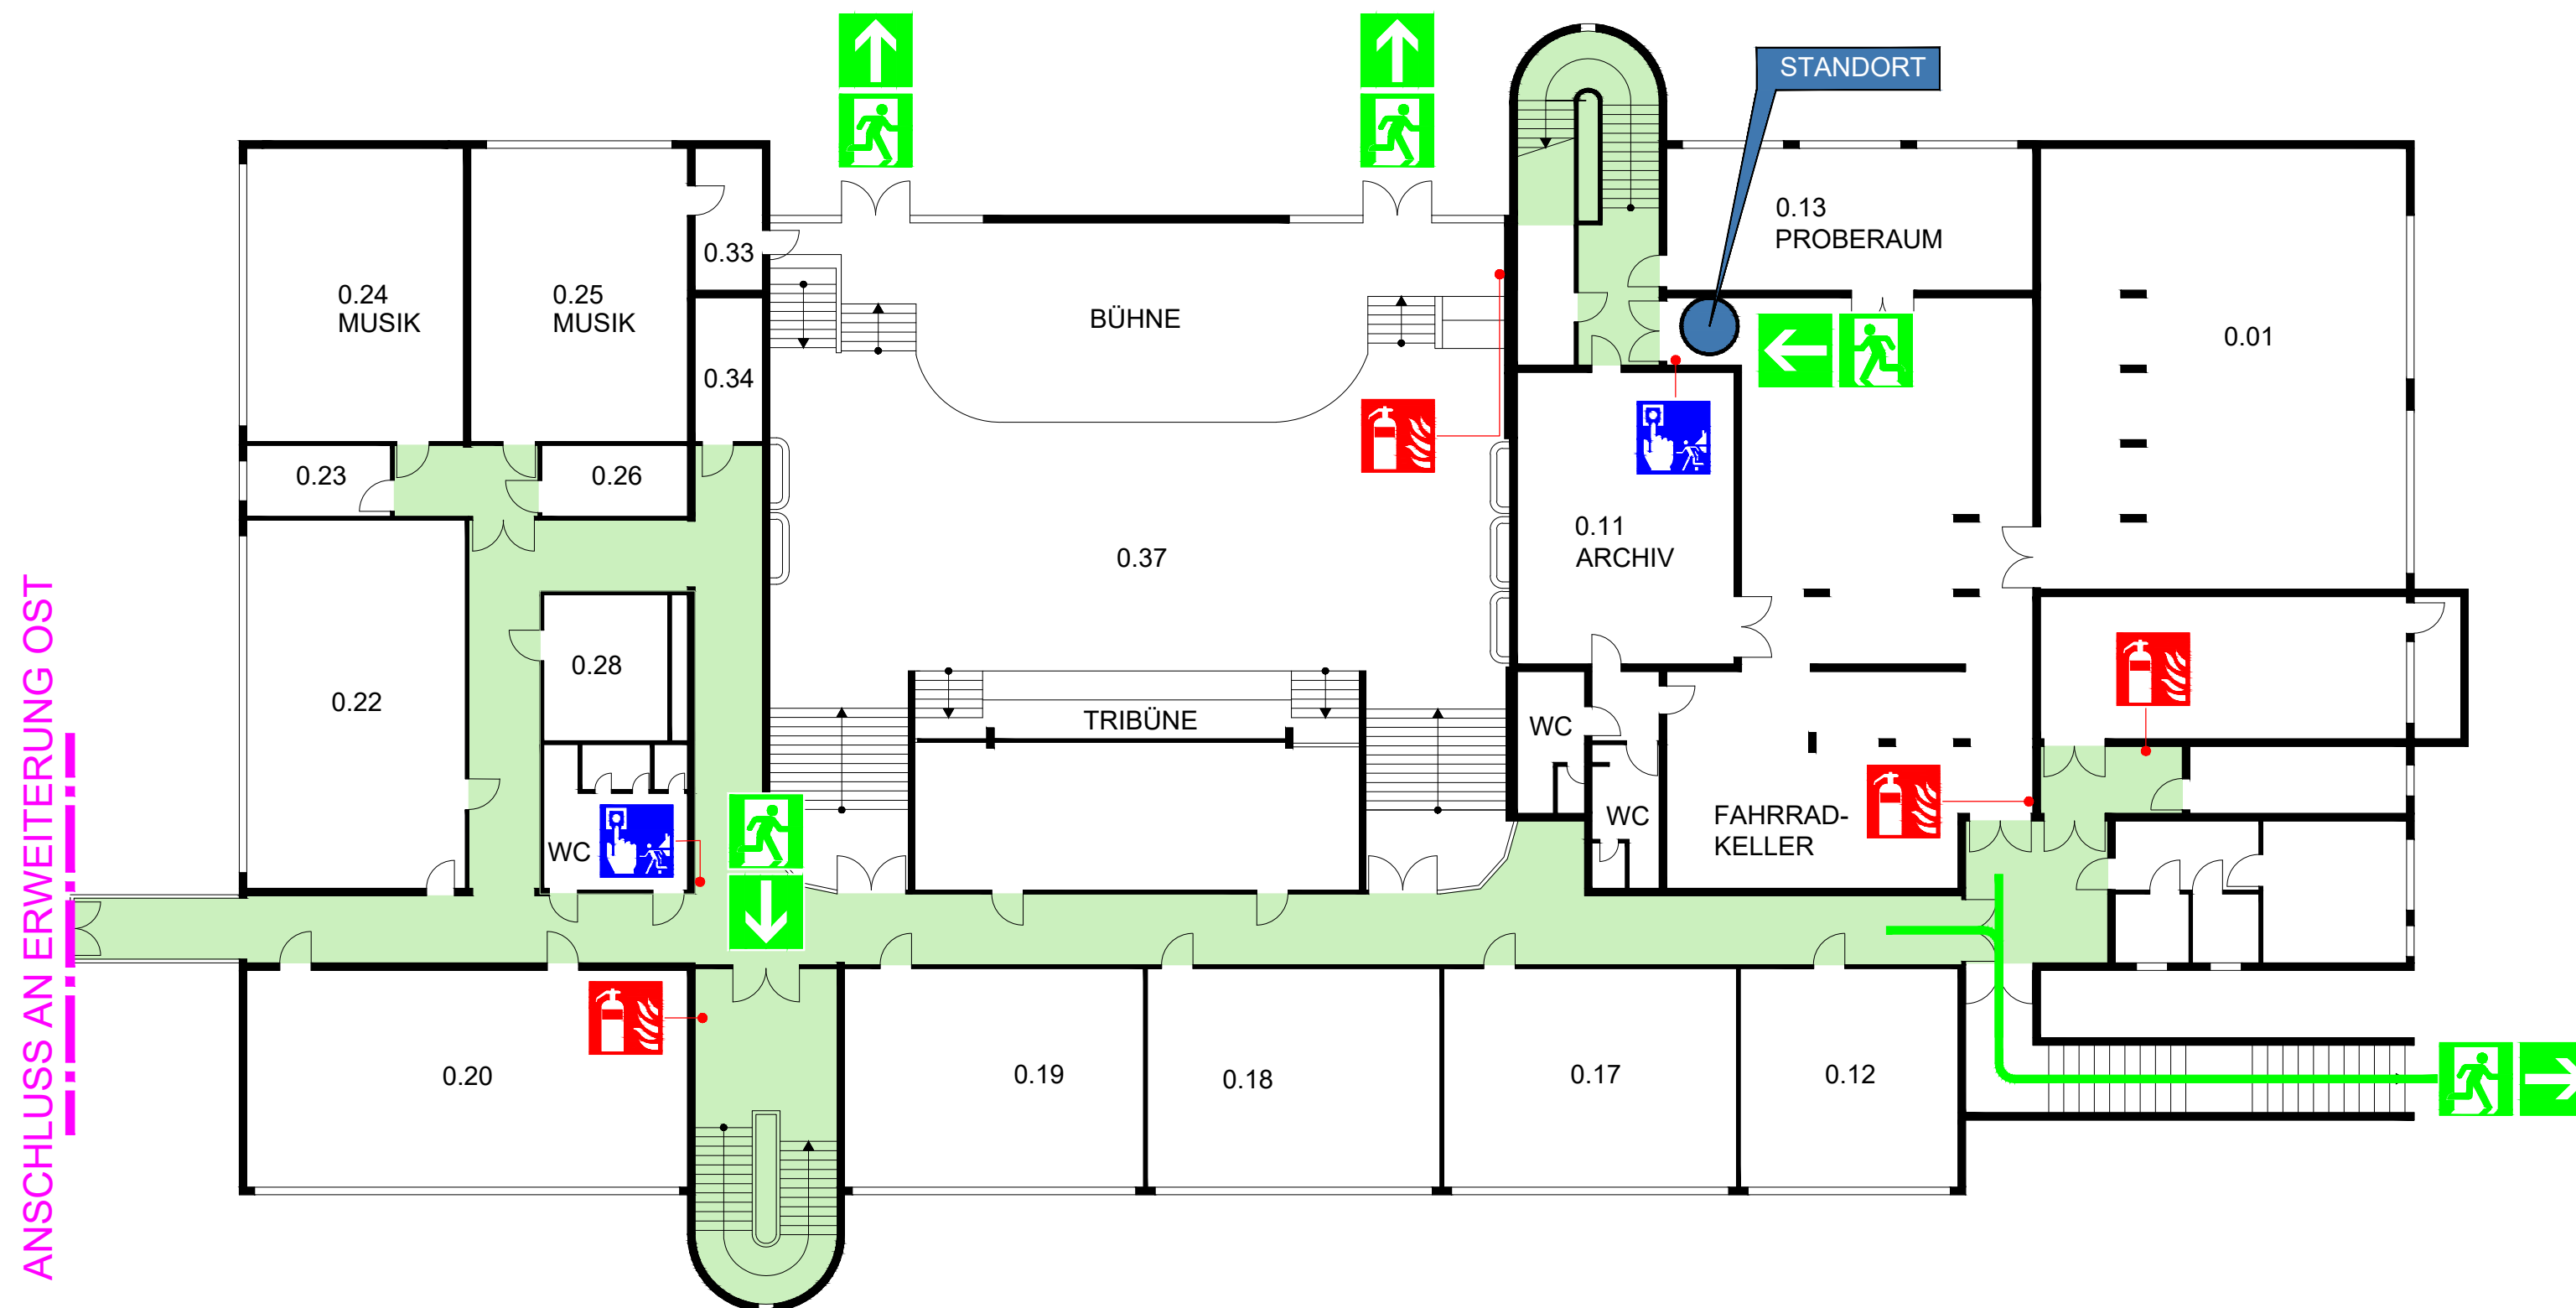 STANDORT
0.13
PROBERAUM
0.33
0.24
MUSIK
0.25
MUSIK
BÜHNE
0.01
0.34
0.23
0.26
0.11
ARCHIV
0.37
0.28
0.22
TRIBÜNE
WC
WC
FAHRRAD-
KELLER
WC
0.20
0.19
0.18
0.17
0.12
ANSCHLUSS AN ERWEITERUNG OST